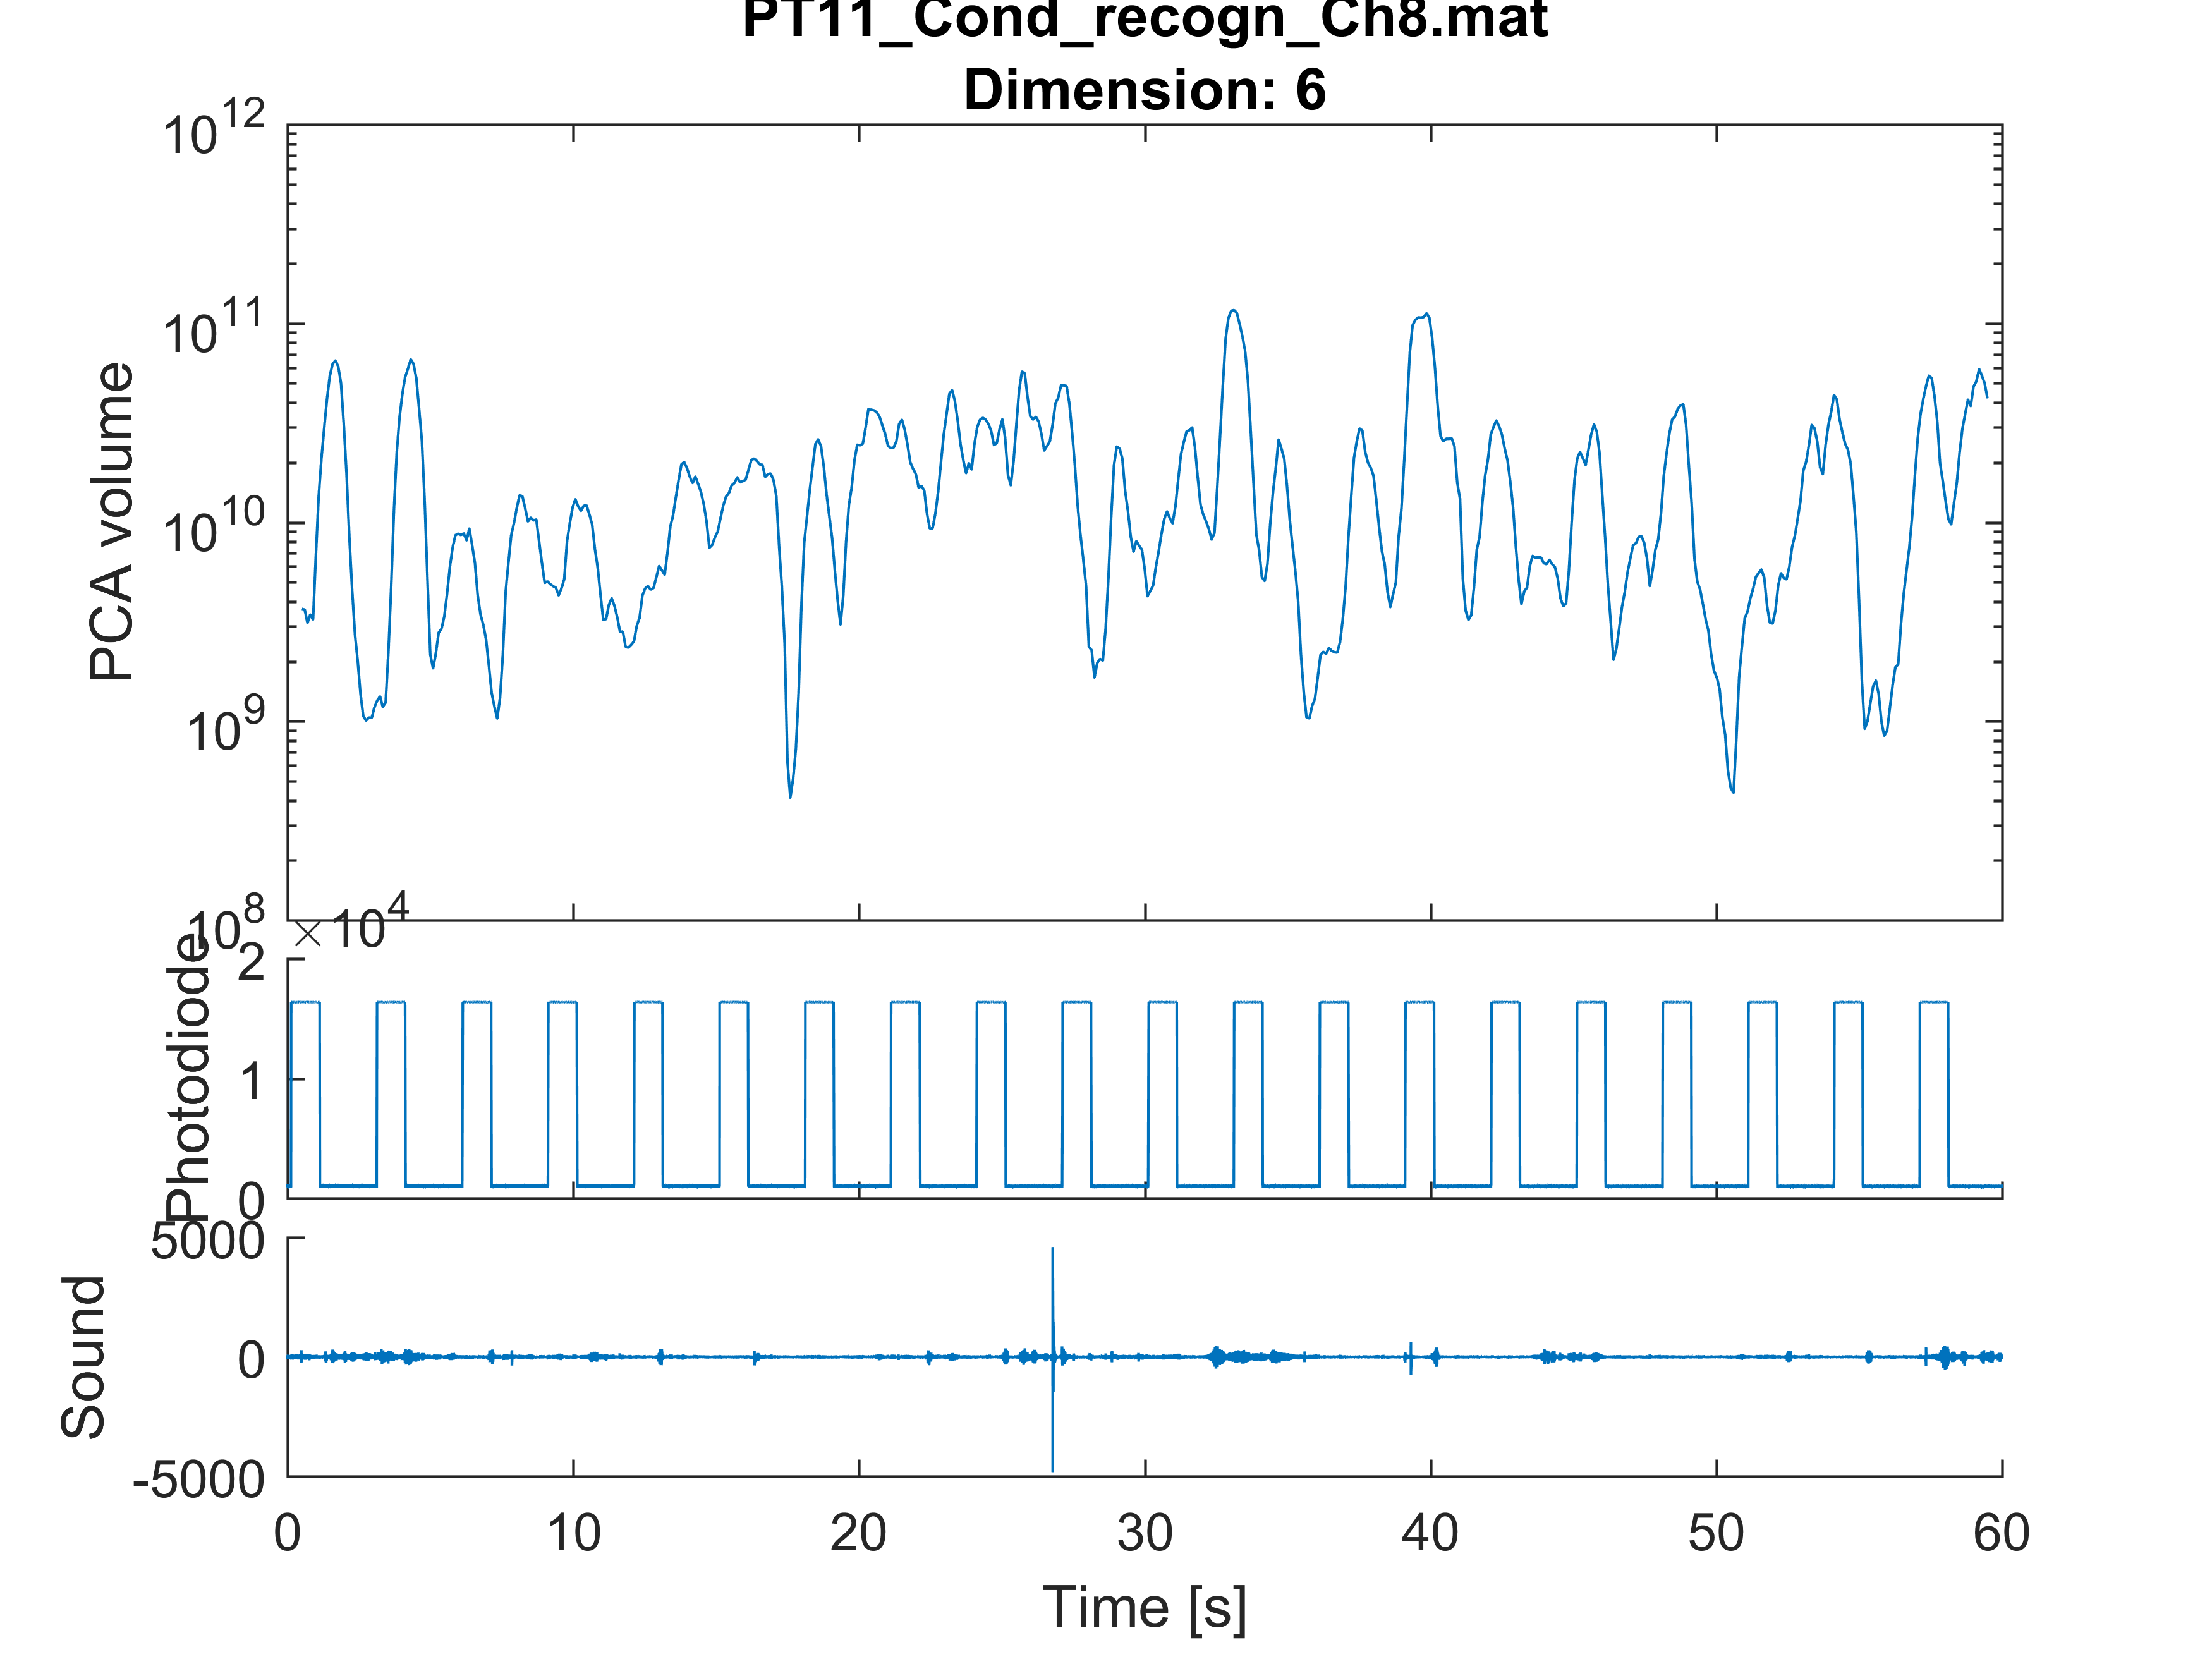 PT11_Cond_recogn_Ch8.mat
Dimension: 6
10^12
10^11
10^10
10^9
10^8
PCA volume
× 10^4
2
1
0
Photodiode
5000
0
-5000
Sound
0 10 20 30 40 50 60
Time [s]